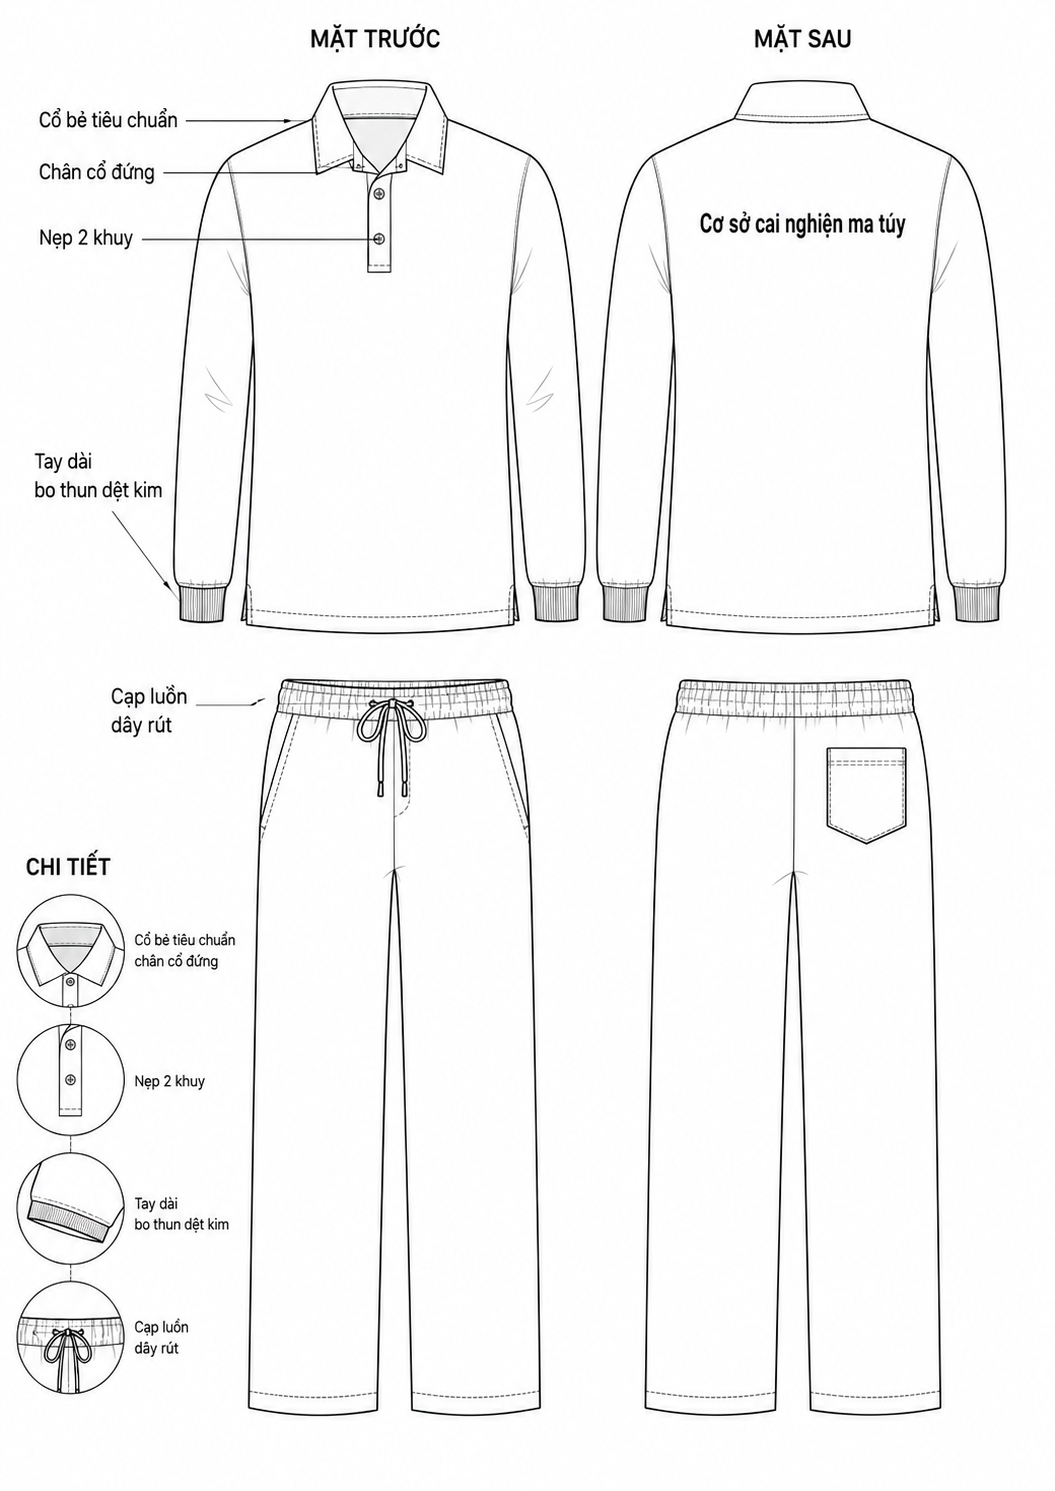 MẶT TRƯỚC
MẶT SAU
Cổ bẻ tiêu chuẩn
Chân cổ đứng
Nẹp 2 khuy
Cơ sở cai nghiện ma túy
Tay dài
bo thun dệt kim
Cạp luồn
dây rút
CHI TIẾT
Cổ bẻ tiêu chuẩn
chân cổ đứng
Nẹp 2 khuy
Tay dài
bo thun dệt kim
Cạp luồn
dây rút